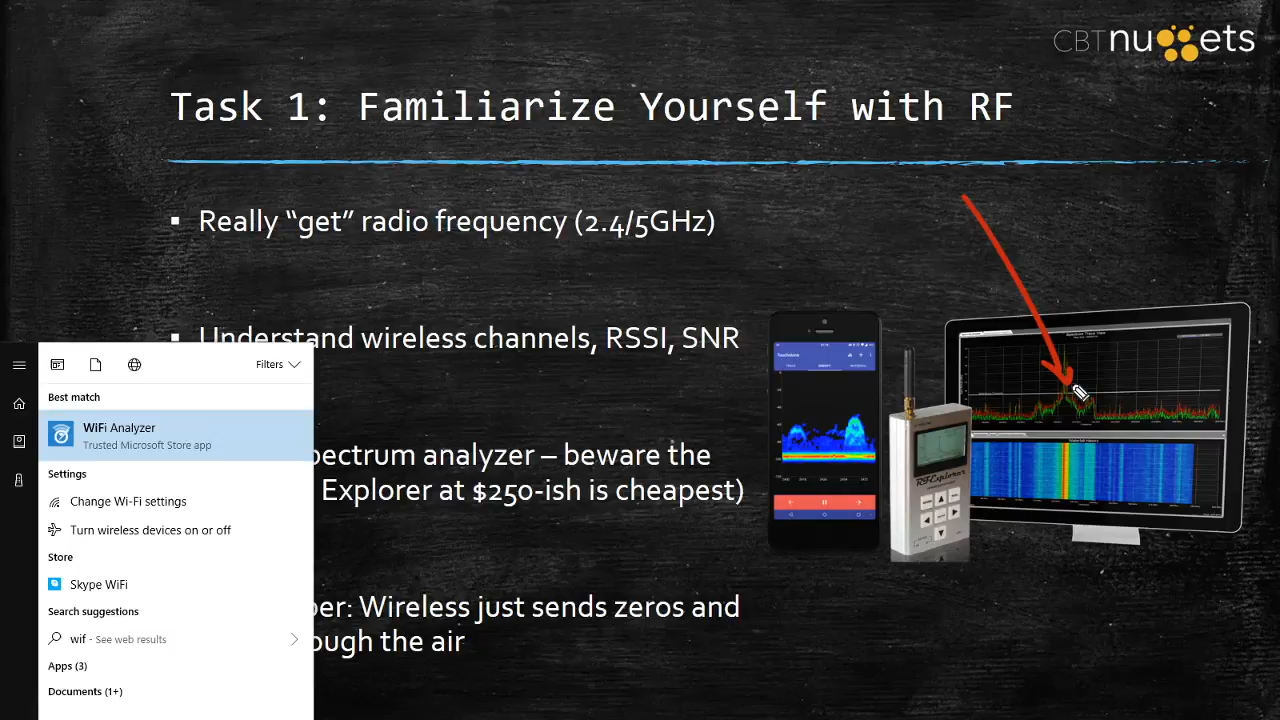 CBTnuggets
Task 1: Familiarize Yourself with RF
▪ Really “get” radio frequency (2.4/5GHz)
▪ Understand wireless channels, RSSI, SNR
pectrum analyzer – beware the
Explorer at $250-ish is cheapest)
per: Wireless just sends zeros and
ough the air
Filters
Best match
WiFi Analyzer
Trusted Microsoft Store app
Settings
Change Wi-Fi settings
Turn wireless devices on or off
Store
Skype WiFi
Search suggestions
wif - See web results
Apps (3)
Documents (1+)
RF Explorer